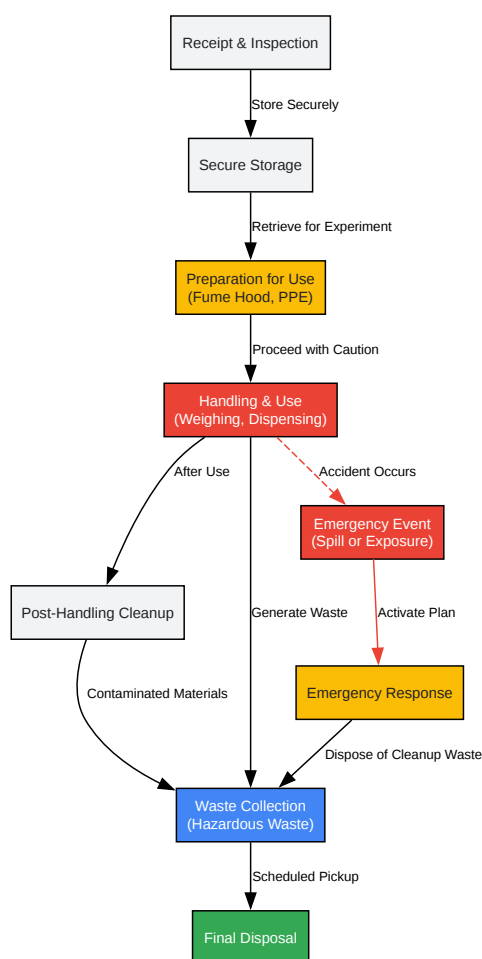 Receipt & Inspection
Store Securely
Secure Storage
Retrieve for Experiment
Preparation for Use
(Fume Hood, PPE)
Proceed with Caution
Handling & Use
(Weighing, Dispensing)
After Use
Accident Occurs
Emergency Event
(Spill or Exposure)
Post-Handling Cleanup
Generate Waste
Activate Plan
Contaminated Materials
Emergency Response
Dispose of Cleanup Waste
Waste Collection
(Hazardous Waste)
Scheduled Pickup
Final Disposal